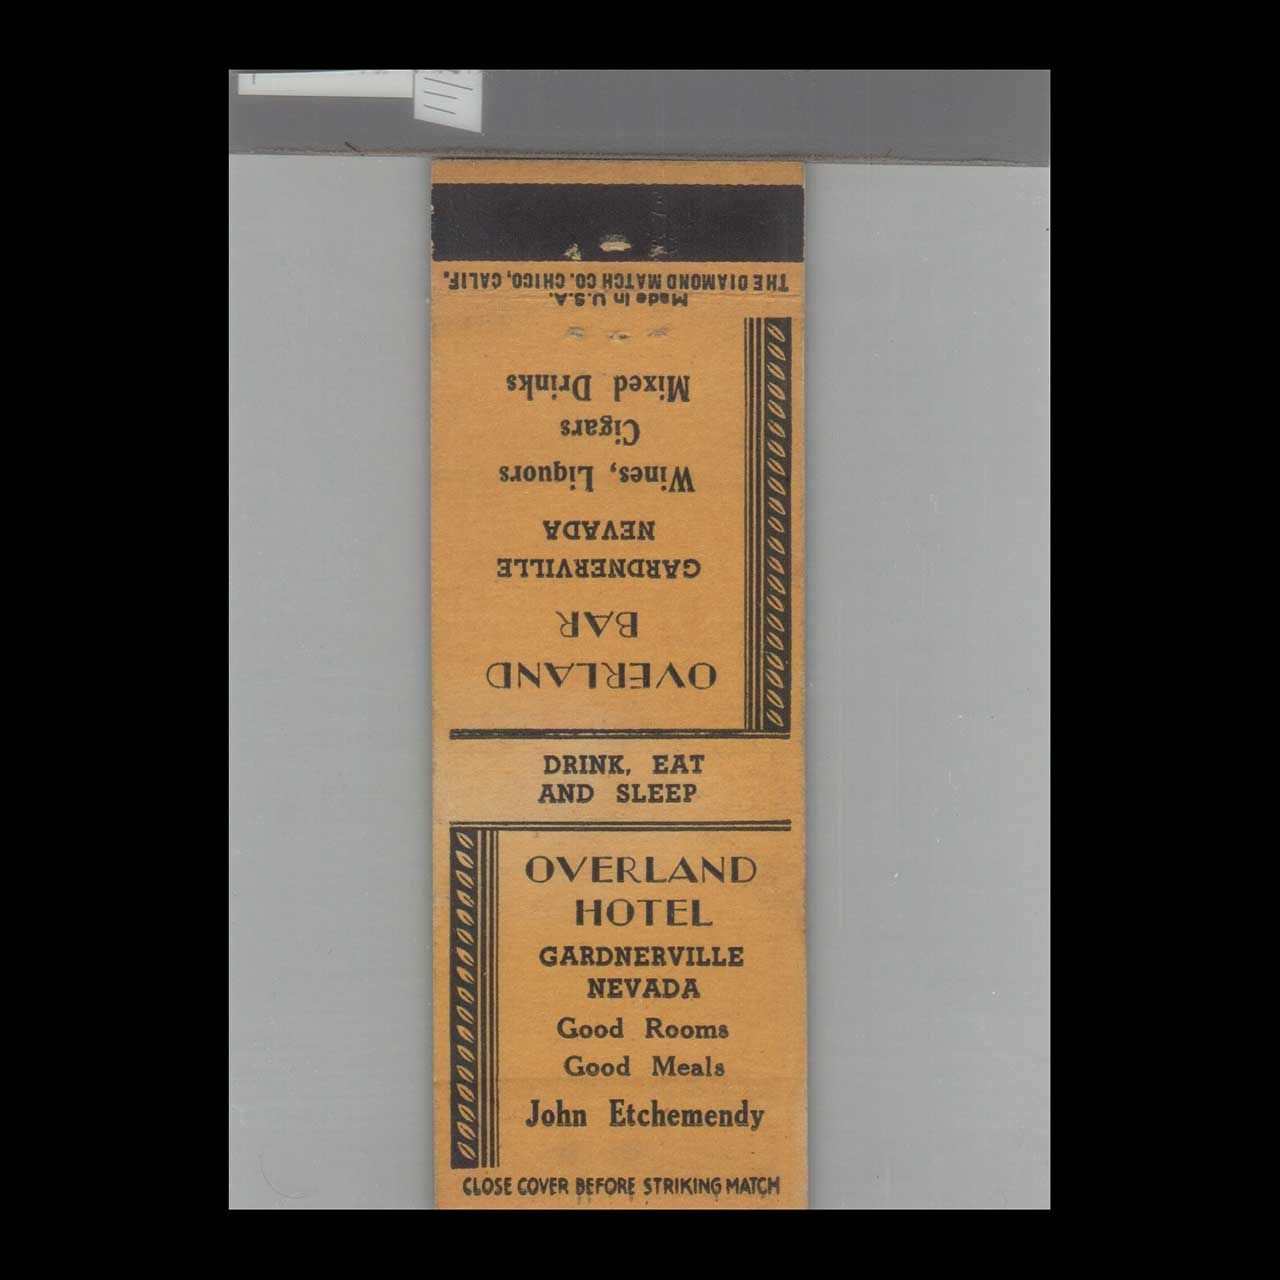 THE DIAMOND MATCH CO. CHICO, CALIF.
Made in U.S.A.
Mixed Drinks
Cigars
Wines, Liquors
NEVADA
GARDNERVILLE
BAR
OVERLAND
DRINK, EAT
AND SLEEP
OVERLAND
HOTEL
GARDNERVILLE
NEVADA
Good Rooms
Good Meals
John Etchemendy
CLOSE COVER BEFORE STRIKING MATCH